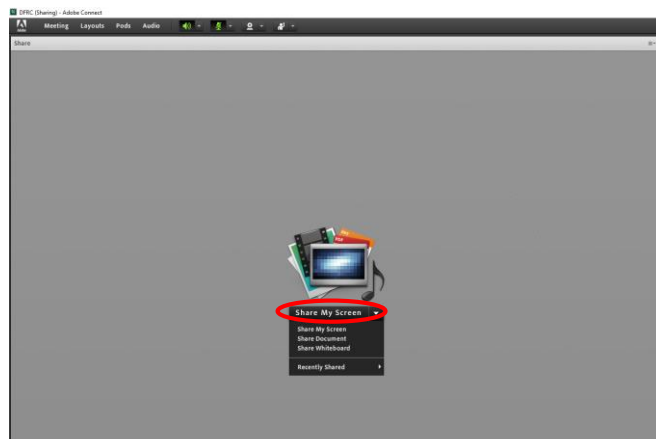 DFRC (Sharing) - Adobe Connect
Meeting Layouts Pods Audio
Share
PDF
Share My Screen
Share My Screen
Share Document
Share Whiteboard
Recently Shared